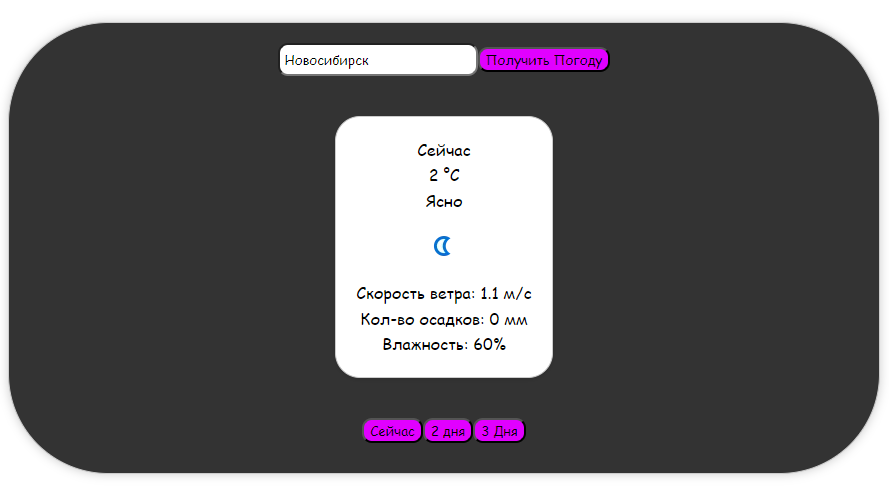 Новосибирск Получить Погоду
Сейчас
2 °C
Ясно
Скорость ветра: 1.1 м/с
Кол-во осадков: 0 мм
Влажность: 60%
Сейчас 2 дня 3 Дня